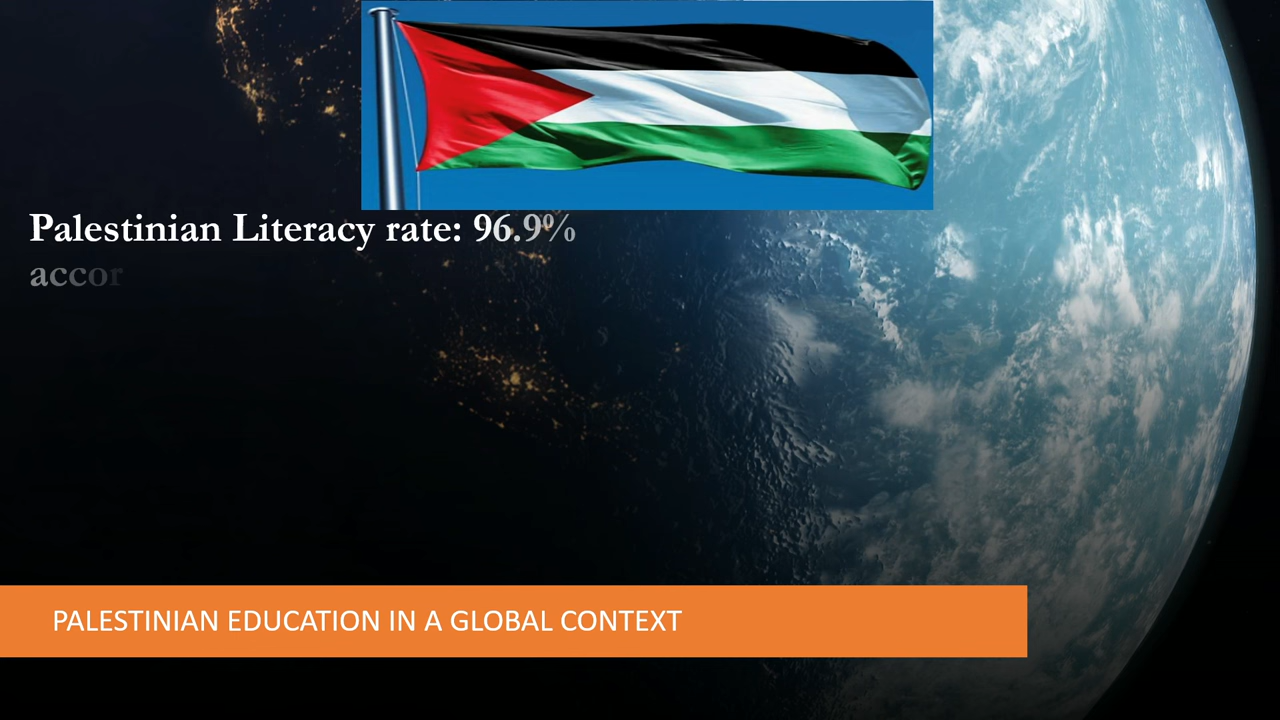 Palestinian Literacy rate: 96.9%
accor
PALESTINIAN EDUCATION IN A GLOBAL CONTEXT